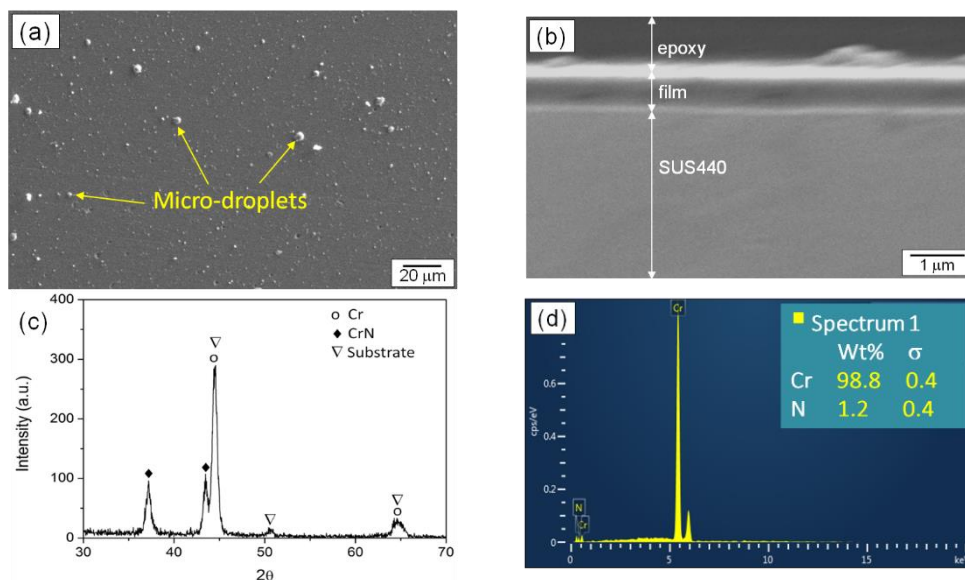 (a)
Micro-droplets
20 μm
(b)
epoxy
film
SUS440
1 μm
(c)
400
300
200
100
0
Intensity (a.u.)
o Cr
◆ CrN
▽ Substrate
30 40 50 60 70
2θ
(d)
Cr
Spectrum 1
Wt% σ
Cr 98.8 0.4
N 1.2 0.4
cps/eV
0.6
0.4
0.2
0
N
Cr
0 5 10 15 keV